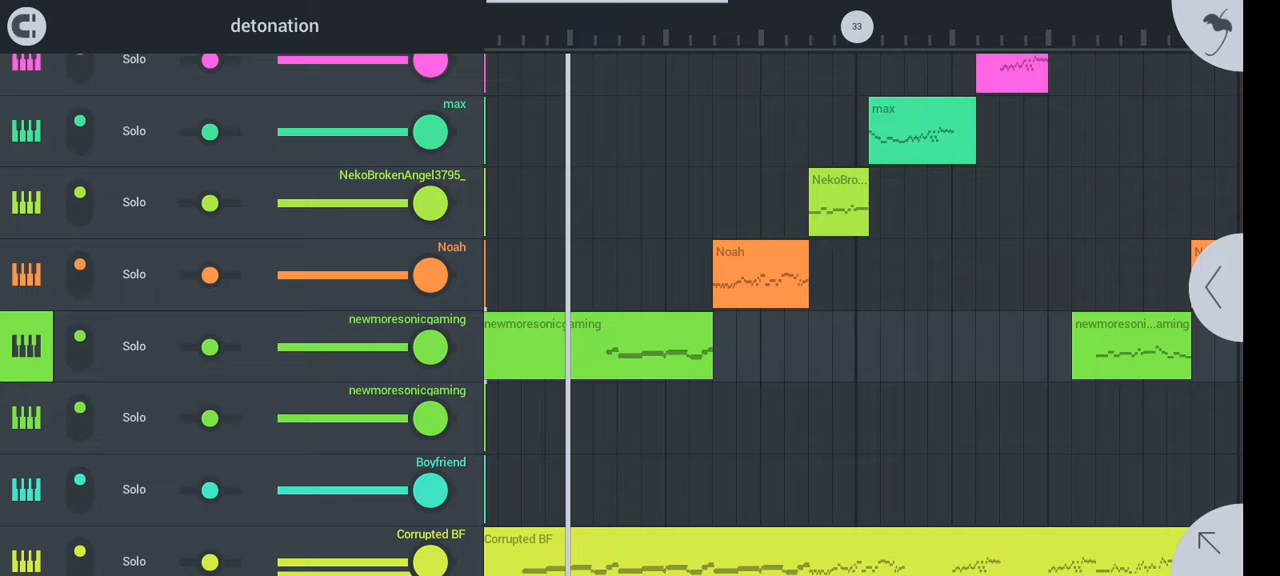 detonation
33
Solo
max
Solo
max
NekoBrokenAngel3795_
Solo
NekoBro...
Noah
Solo
Noah
N
newmoresonicgaming
Solo
newmoresonicgaming
newmoresoni...aming
newmoresonicgaming
Solo
Boyfriend
Solo
Corrupted BF
Solo
Corrupted BF